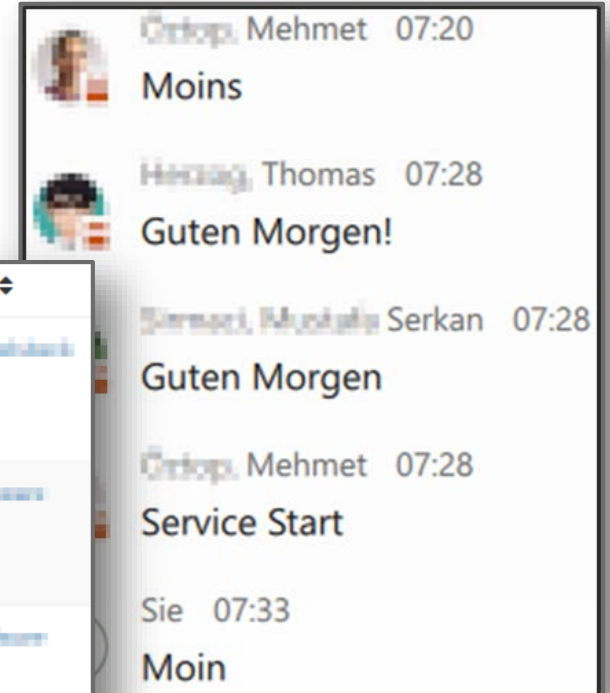 Mehmet 07:20
Moins
Thomas 07:28
Guten Morgen!
Serkan 07:28
Guten Morgen
Mehmet 07:28
Service Start
Sie 07:33
Moin